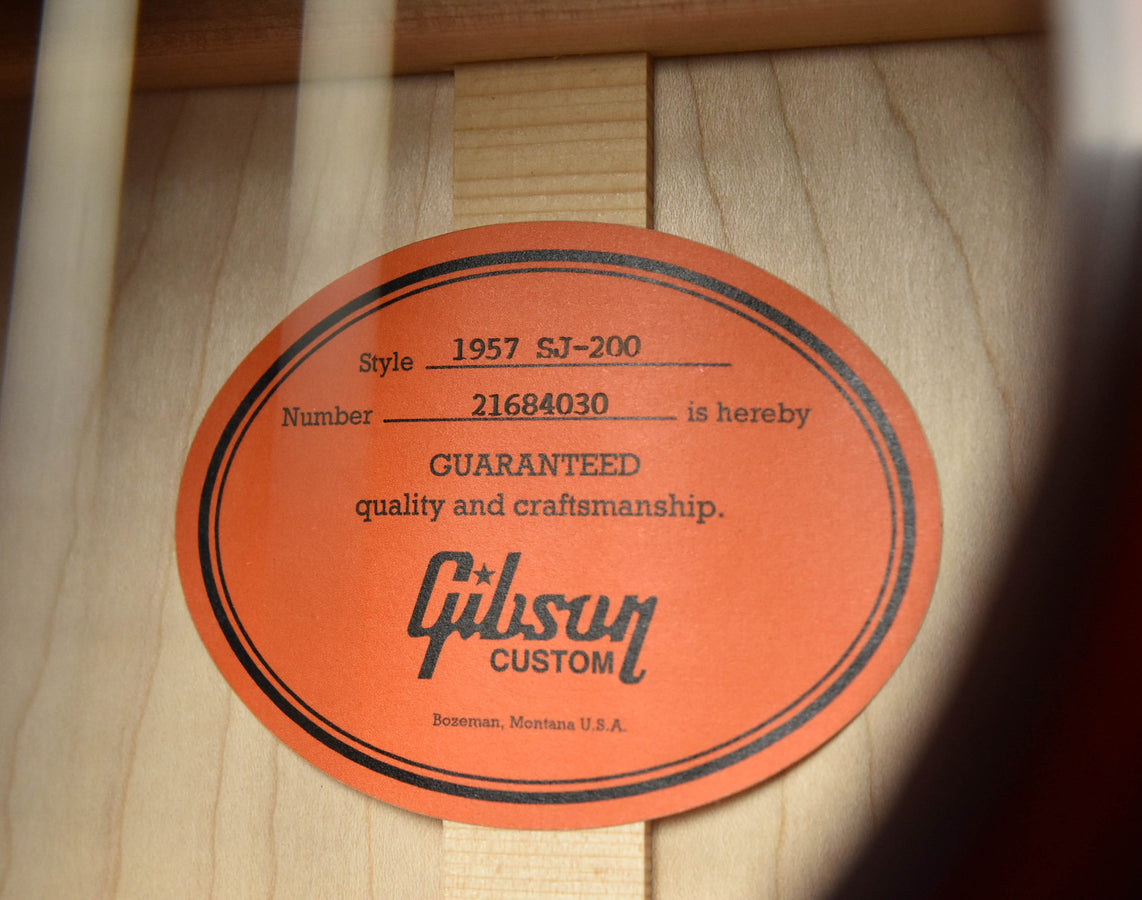 Style 1957 SJ-200
Number 21684030 is hereby
GUARANTEED
quality and craftsmanship.
Gibson
CUSTOM
Bozeman, Montana U.S.A.